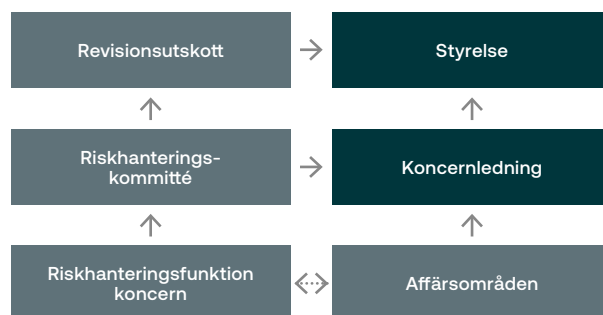 Revisionsutskott
Styrelse
Riskhanterings-
kommitté
Koncernledning
Riskhanteringsfunktion
koncern
Affärsområden